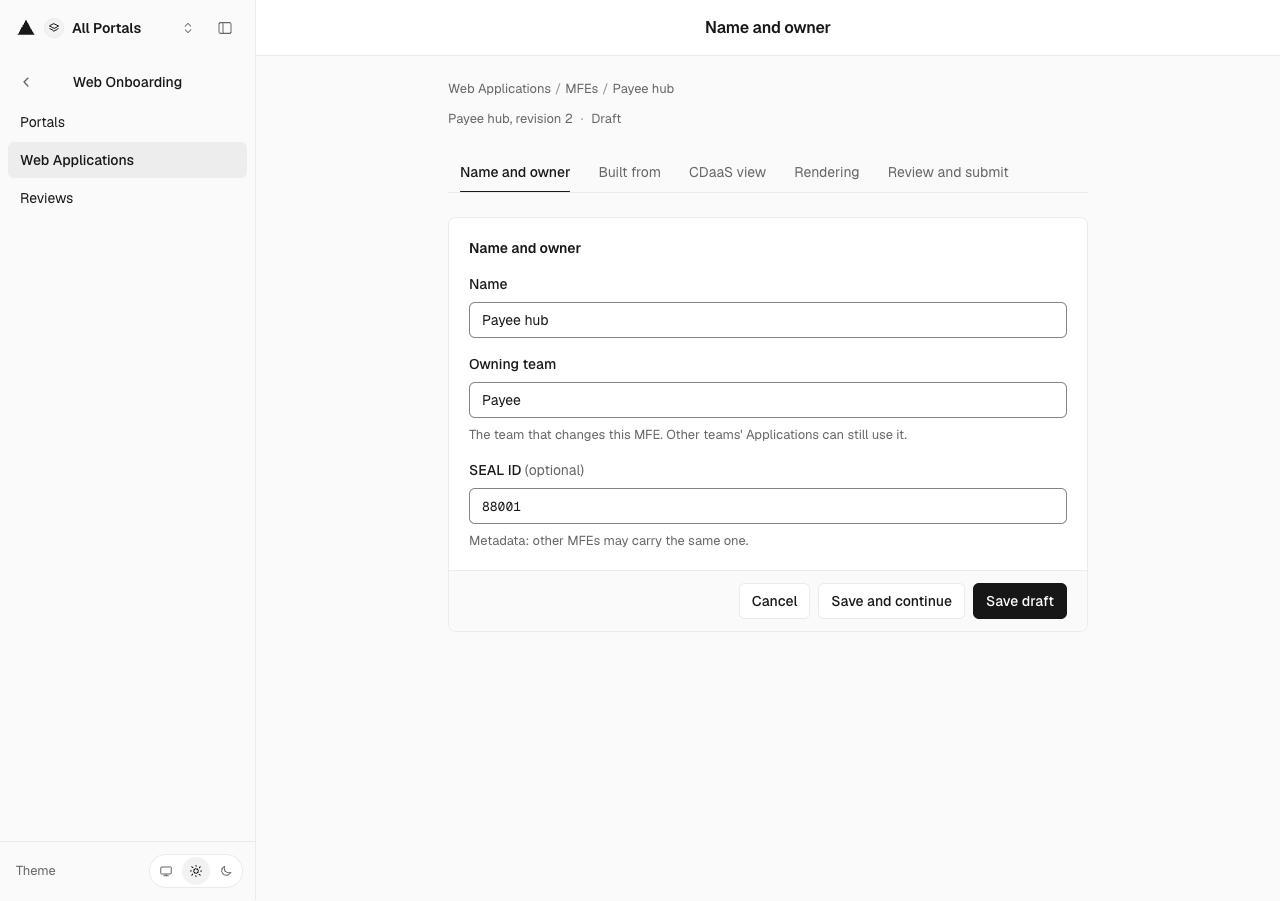 All Portals
Name and owner
Web Onboarding
Portals
Web Applications
Reviews
Web Applications / MFEs / Payee hub
Payee hub, revision 2 · Draft
Name and owner Built from CDaaS view Rendering Review and submit
Name and owner
Name
Payee hub
Owning team
Payee
The team that changes this MFE. Other teams' Applications can still use it.
SEAL ID (optional)
88001
Metadata: other MFEs may carry the same one.
Cancel Save and continue Save draft
Theme